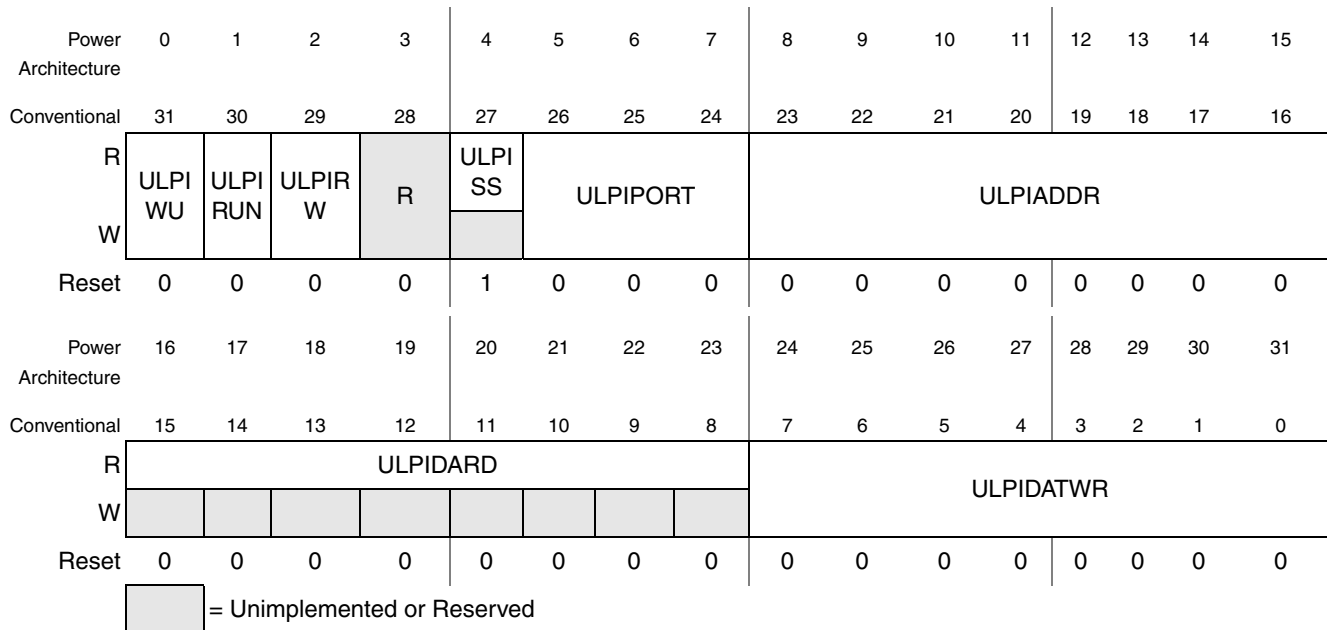 Power Architecture 0 1 2 3 4 5 6 7 8 9 10 11 12 13 14 15
Conventional 31 30 29 28 27 26 25 24 23 22 21 20 19 18 17 16
R W ULPI WU ULPI RUN ULPIR W R ULPI SS ULPIPORT ULPIADDR
Reset 0 0 0 0 1 0 0 0 0 0 0 0 0 0 0 0
Power Architecture 16 17 18 19 20 21 22 23 24 25 26 27 28 29 30 31
Conventional 15 14 13 12 11 10 9 8 7 6 5 4 3 2 1 0
R ULPIDARD ULPIDATWR
W
Reset 0 0 0 0 0 0 0 0 0 0 0 0 0 0 0 0
= Unimplemented or Reserved